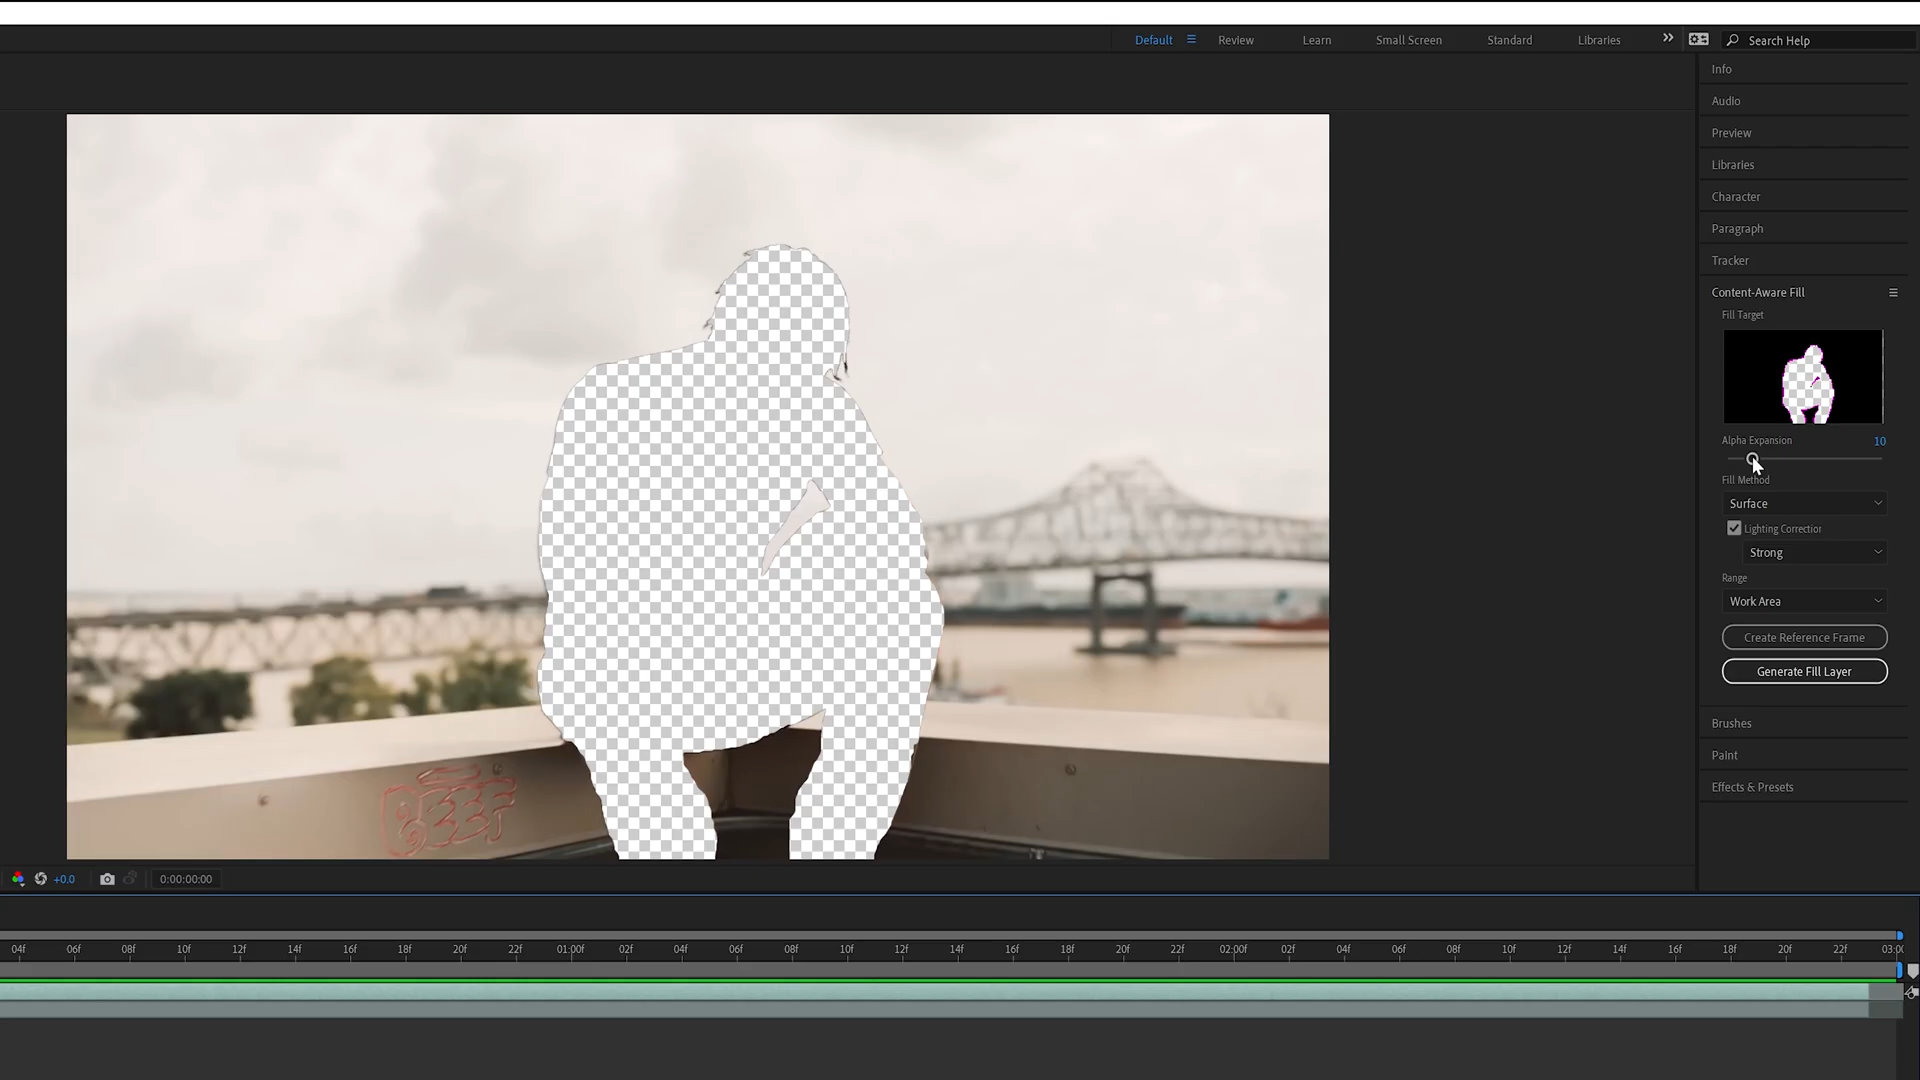 Default Review Learn Small Screen Standard Libraries Search Help
Info
Audio
Preview
Libraries
Character
Paragraph
Tracker
Content-Aware Fill
Fill Target
Alpha Expansion 10
Fill Method
Surface
Lighting Correction
Strong
Range
Work Area
Create Reference Frame
Generate Fill Layer
Brushes
Paint
Effects & Presets
BEEF
+0.0 0:00:00:00
04f 06f 08f 10f 12f 14f 16f 18f 20f 22f 01:00f 02f 04f 06f 08f 10f 12f 14f 16f 18f 20f 22f 02:00f 02f 04f 06f 08f 10f 12f 14f 16f 18f 20f 22f 03:00